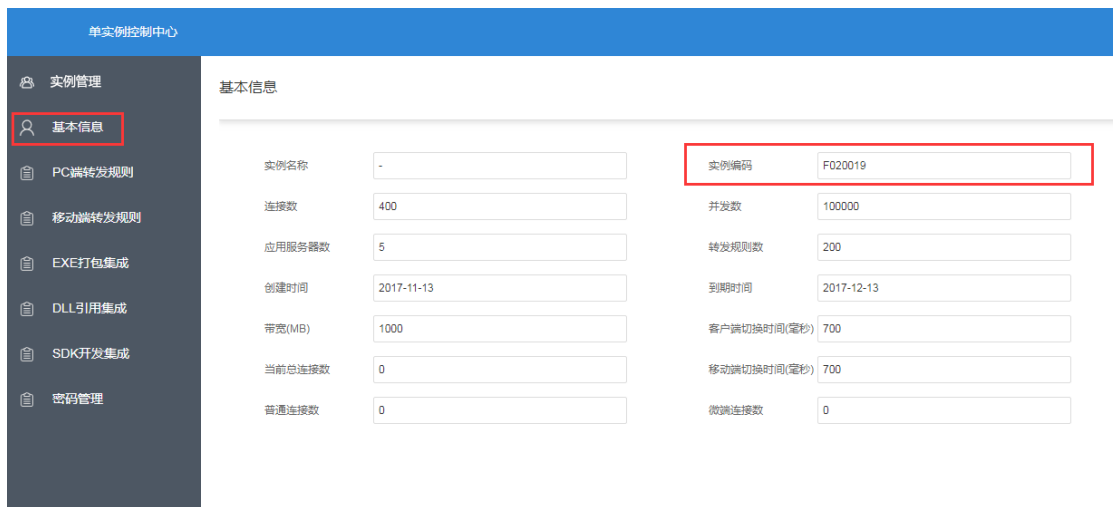 单实例控制中心
实例管理
基本信息
PC端转发规则
移动端转发规则
EXE打包集成
DLL引用集成
SDK开发集成
密码管理
基本信息
实例名称 - 实例编码 F020019
连接数 400 并发数 100000
应用服务器数 5 转发规则数 200
创建时间 2017-11-13 到期时间 2017-12-13
带宽(MB) 1000 客户端切换时间(毫秒) 700
当前总连接数 0 移动端切换时间(毫秒) 700
普通连接数 0 微端连接数 0